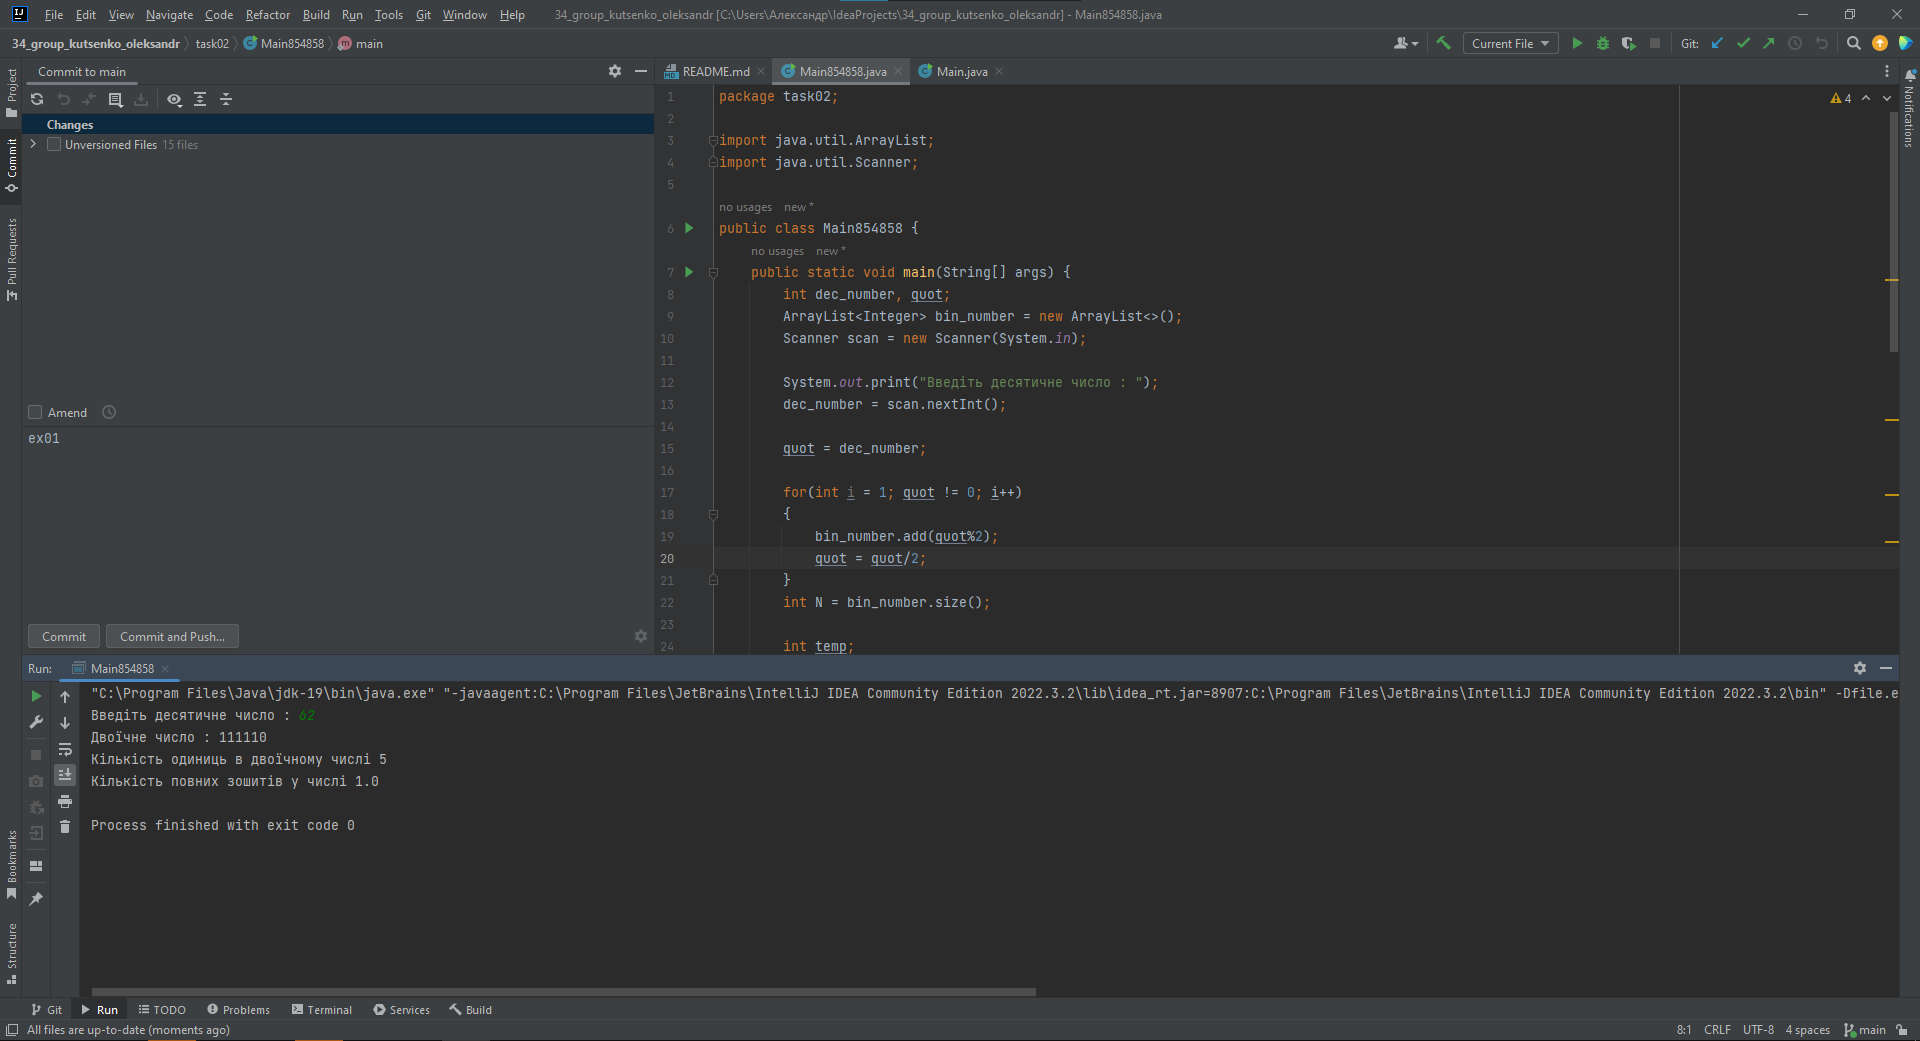 File Edit View Navigate Code Refactor Build Run Tools Git Window Help 34_group_kutsenko_oleksandr [C:\Users\Александр\IdeaProjects\34_group_kutsenko_oleksandr] - Main854858.java
34_group_kutsenko_oleksandr task02 Main854858 main Current File Git:
Commit to main
Changes
Unversioned Files 15 files
Amend
ex01
Commit Commit and Push...
Project
Commit
Pull Requests
Bookmarks
Structure
Notifications
README.md Main854858.java Main.java
4
1 package task02;
2
3 import java.util.ArrayList;
4 import java.util.Scanner;
5
no usages new *
6 public class Main854858 {
no usages new *
7 public static void main(String[] args) {
8 int dec_number, quot;
9 ArrayList<Integer> bin_number = new ArrayList<>();
10 Scanner scan = new Scanner(System.in);
11
12 System.out.print("Введіть десятичне число : ");
13 dec_number = scan.nextInt();
14
15 quot = dec_number;
16
17 for(int i = 1; quot != 0; i++)
18 {
19 bin_number.add(quot%2);
20 quot = quot/2;
21 }
22 int N = bin_number.size();
23
24 int temp;
Run: Main854858
"C:\Program Files\Java\jdk-19\bin\java.exe" "-javaagent:C:\Program Files\JetBrains\IntelliJ IDEA Community Edition 2022.3.2\lib\idea_rt.jar=8907:C:\Program Files\JetBrains\IntelliJ IDEA Community Edition 2022.3.2\bin" -Dfile.e
Введіть десятичне число : 62
Двоїчне число : 111110
Кількість одиниць в двоїчному числі 5
Кількість повних зошитів у числі 1.0
Process finished with exit code 0
Git Run TODO Problems Terminal Services Build
All files are up-to-date (moments ago) 8:1 CRLF UTF-8 4 spaces main